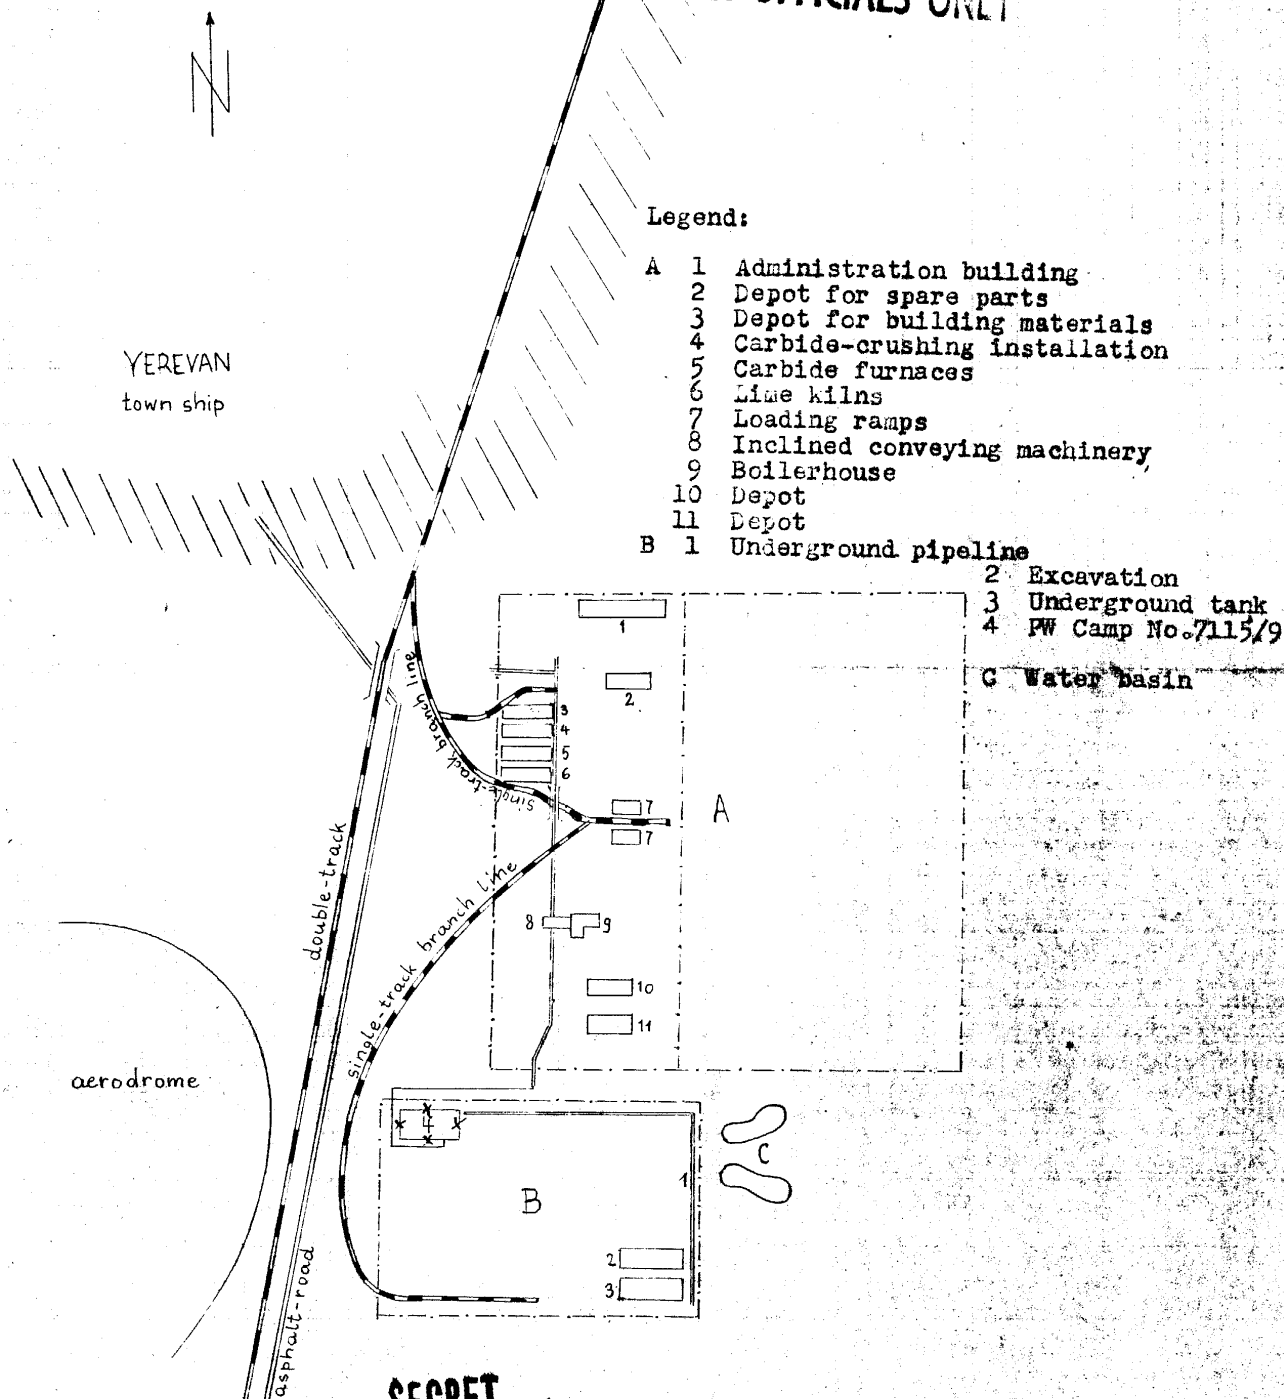 OFFICIALS ONLY
N
Legend:
A 1 Administration building
2 Depot for spare parts
3 Depot for building materials
4 Carbide-crushing installation
5 Carbide furnaces
6 Lime kilns
7 Loading ramps
8 Inclined conveying machinery
9 Boilerhouse
10 Depot
11 Depot
B 1 Underground pipeline
2 Excavation
3 Underground tank
4 PW Camp No.7115/9
C Water basin
YEREVAN
town ship
1
2
3
4
5
6
single-track branch line
7
7
A
double-track
single-track branch line
8
9
10
11
aerodrome
4
C
1
B
2
3
asphalt-road
SECRET